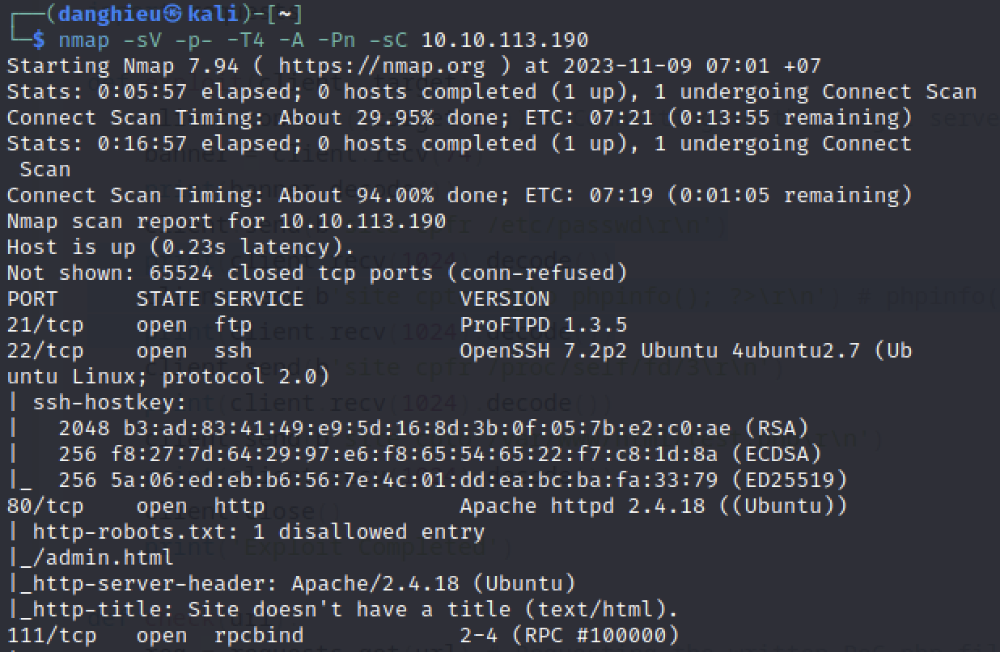 ┌──(danghieu㉿kali)-[~]
└─$ nmap -sV -p- -T4 -A -Pn -sC 10.10.113.190
Starting Nmap 7.94 ( https://nmap.org ) at 2023-11-09 07:01 +07
Stats: 0:05:57 elapsed; 0 hosts completed (1 up), 1 undergoing Connect Scan
Connect Scan Timing: About 29.95% done; ETC: 07:21 (0:13:55 remaining)
Stats: 0:16:57 elapsed; 0 hosts completed (1 up), 1 undergoing Connect
 Scan
Connect Scan Timing: About 94.00% done; ETC: 07:19 (0:01:05 remaining)
Nmap scan report for 10.10.113.190
Host is up (0.23s latency).
Not shown: 65524 closed tcp ports (conn-refused)
PORT      STATE SERVICE            VERSION
21/tcp    open  ftp                ProFTPD 1.3.5
22/tcp    open  ssh                OpenSSH 7.2p2 Ubuntu 4ubuntu2.7 (Ub
untu Linux; protocol 2.0)
| ssh-hostkey:
|   2048 b3:ad:83:41:49:e9:5d:16:8d:3b:0f:05:7b:e2:c0:ae (RSA)
|   256 f8:27:7d:64:29:97:e6:f8:65:54:65:22:f7:c8:1d:8a (ECDSA)
|_  256 5a:06:ed:eb:b6:56:7e:4c:01:dd:ea:bc:ba:fa:33:79 (ED25519)
80/tcp    open  http               Apache httpd 2.4.18 ((Ubuntu))
| http-robots.txt: 1 disallowed entry
|_/admin.html
|_http-server-header: Apache/2.4.18 (Ubuntu)
|_http-title: Site doesn't have a title (text/html).
111/tcp   open  rpcbind            2-4 (RPC #100000)